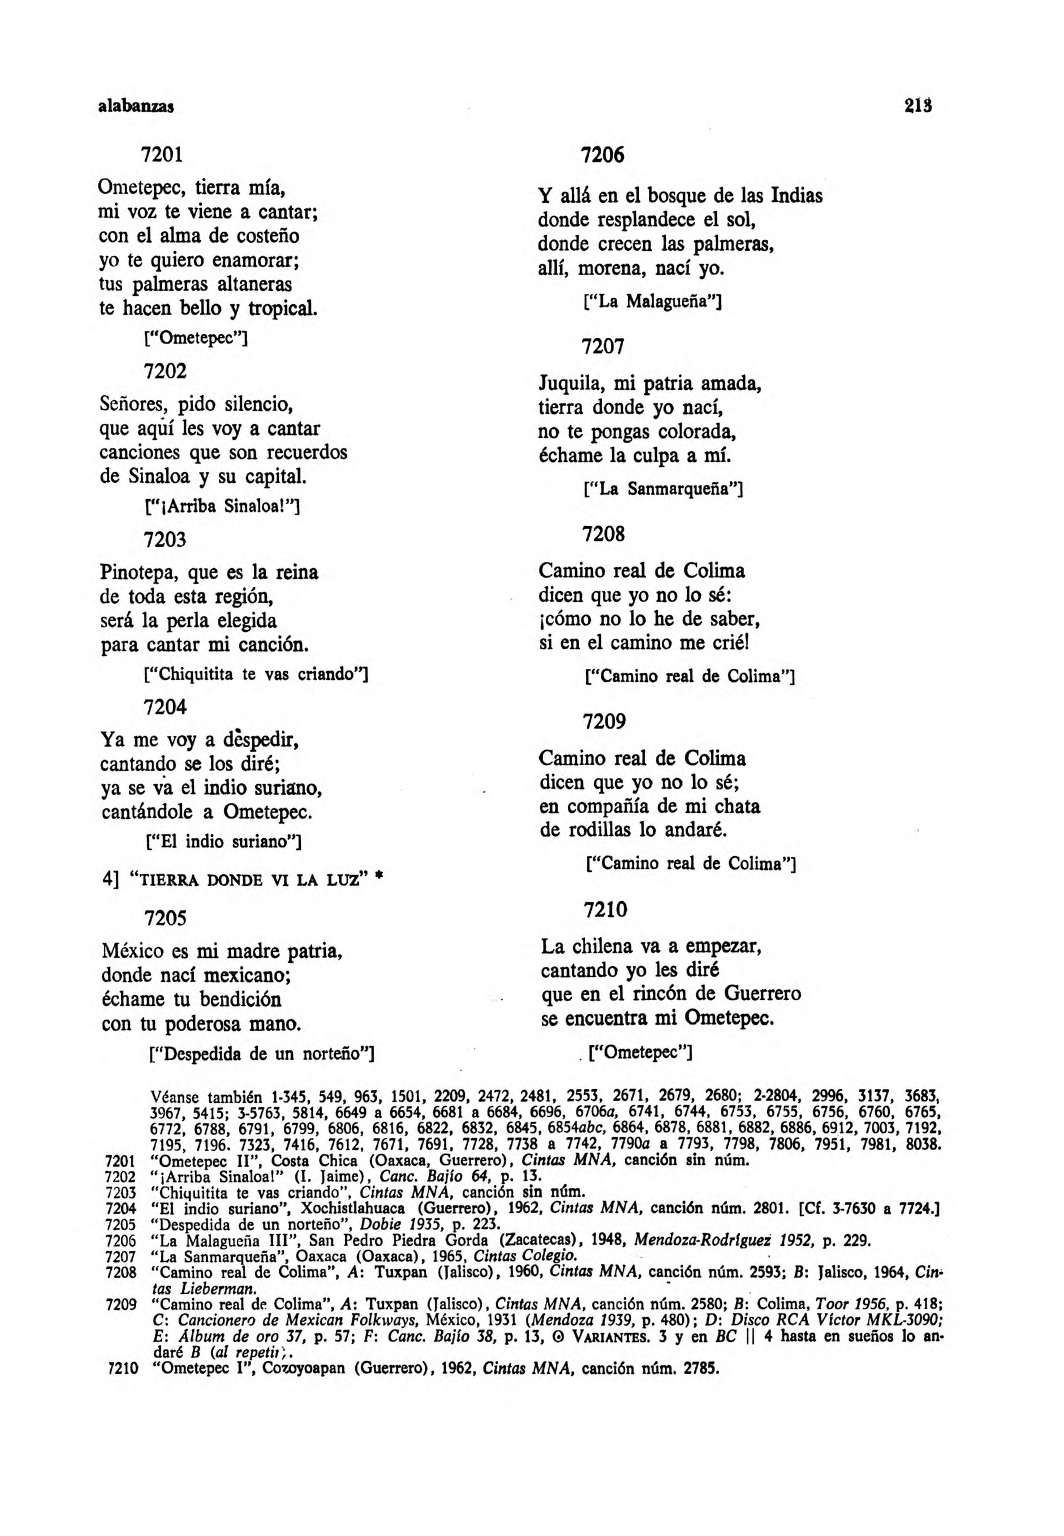 alabanzas 213
7201
Ometepec, tierra mía,
mi voz te viene a cantar;
con el alma de costeño
yo te quiero enamorar;
tus palmeras altaneras
te hacen bello y tropical.
["Ometepec"]
7202
Señores, pido silencio,
que aquí les voy a cantar
canciones que son recuerdos
de Sinaloa y su capital.
["¡Arriba Sinaloa!"]
7203
Pinotepa, que es la reina
de toda esta región,
será la perla elegida
para cantar mi canción.
["Chiquitita te vas criando"]
7204
Ya me voy a despedir,
cantando se los diré;
ya se va el indio suriano,
cantándole a Ometepec.
["El indio suriano"]
4] "TIERRA DONDE VI LA LUZ" *
7205
México es mi madre patria,
donde nací mexicano;
échame tu bendición
con tu poderosa mano.
["Despedida de un norteño"]
7206
Y allá en el bosque de las Indias
donde resplandece el sol,
donde crecen las palmeras,
allí, morena, nací yo.
["La Malagueña"]
7207
Juquila, mi patria amada,
tierra donde yo nací,
no te pongas colorada,
échame la culpa a mí.
["La Sanmarqueña"]
7208
Camino real de Colima
dicen que yo no lo sé:
¡cómo no lo he de saber,
si en el camino me crié!
["Camino real de Colima"]
7209
Camino real de Colima
dicen que yo no lo sé;
en compañía de mi chata
de rodillas lo andaré.
["Camino real de Colima"]
7210
La chilena va a empezar,
cantando yo les diré
que en el rincón de Guerrero
se encuentra mi Ometepec.
["Ometepec"]
Véanse también 1-345, 549, 963, 1501, 2209, 2472, 2481, 2553, 2671, 2679, 2680; 2-2804, 2996, 3137, 3683,
3967, 5415; 3-5763, 5814, 6649 a 6654, 6681 a 6684, 6696, 6706a, 6741, 6744, 6753, 6755, 6756, 6760, 6765,
6772, 6788, 6791, 6799, 6806, 6816, 6822, 6832, 6845, 6854abc, 6864, 6878, 6881, 6882, 6886, 6912, 7003, 7192,
7195, 7196. 7323, 7416, 7612, 7671, 7691, 7728, 7738 a 7742, 7790a a 7793, 7798, 7806, 7951, 7981, 8038.
7201 "Ometepec II", Costa Chica (Oaxaca, Guerrero), Cintas MNA, canción sin núm.
7202 "¡Arriba Sinaloa!" (I. Jaime), Canc. Bajío 64, p. 13.
7203 "Chiquitita te vas criando", Cintas MNA, canción sin núm.
7204 "El indio suriano", Xochistlahuaca (Guerrero), 1962, Cintas MNA, canción núm. 2801. [Cf. 3-7630 a 7724.]
7205 "Despedida de un norteño", Dobie 1935, p. 223.
7206 "La Malagueña III", San Pedro Piedra Gorda (Zacatecas), 1948, Mendoza-Rodríguez 1952, p. 229.
7207 "La Sanmarqueña", Oaxaca (Oaxaca), 1965, Cintas Colegio.
7208 "Camino real de Colima", A: Tuxpan (Jalisco), 1960, Cintas MNA, canción núm. 2593; B: Jalisco, 1964, Cin-
tas Lieberman.
7209 "Camino real de Colima", A: Tuxpan (Jalisco), Cintas MNA, canción núm. 2580; B: Colima, Toor 1956, p. 418;
C: Cancionero de Mexican Folkways, México, 1931 (Mendoza 1939, p. 480); D: Disco RCA Victor MKL-3090;
E: Álbum de oro 37, p. 57; F: Canc. Bajío 38, p. 13, ⊙ VARIANTES. 3 y en BC || 4 hasta en sueños lo an-
daré B (al repetir).
7210 "Ometepec I", Cozoyoapan (Guerrero), 1962, Cintas MNA, canción núm. 2785.